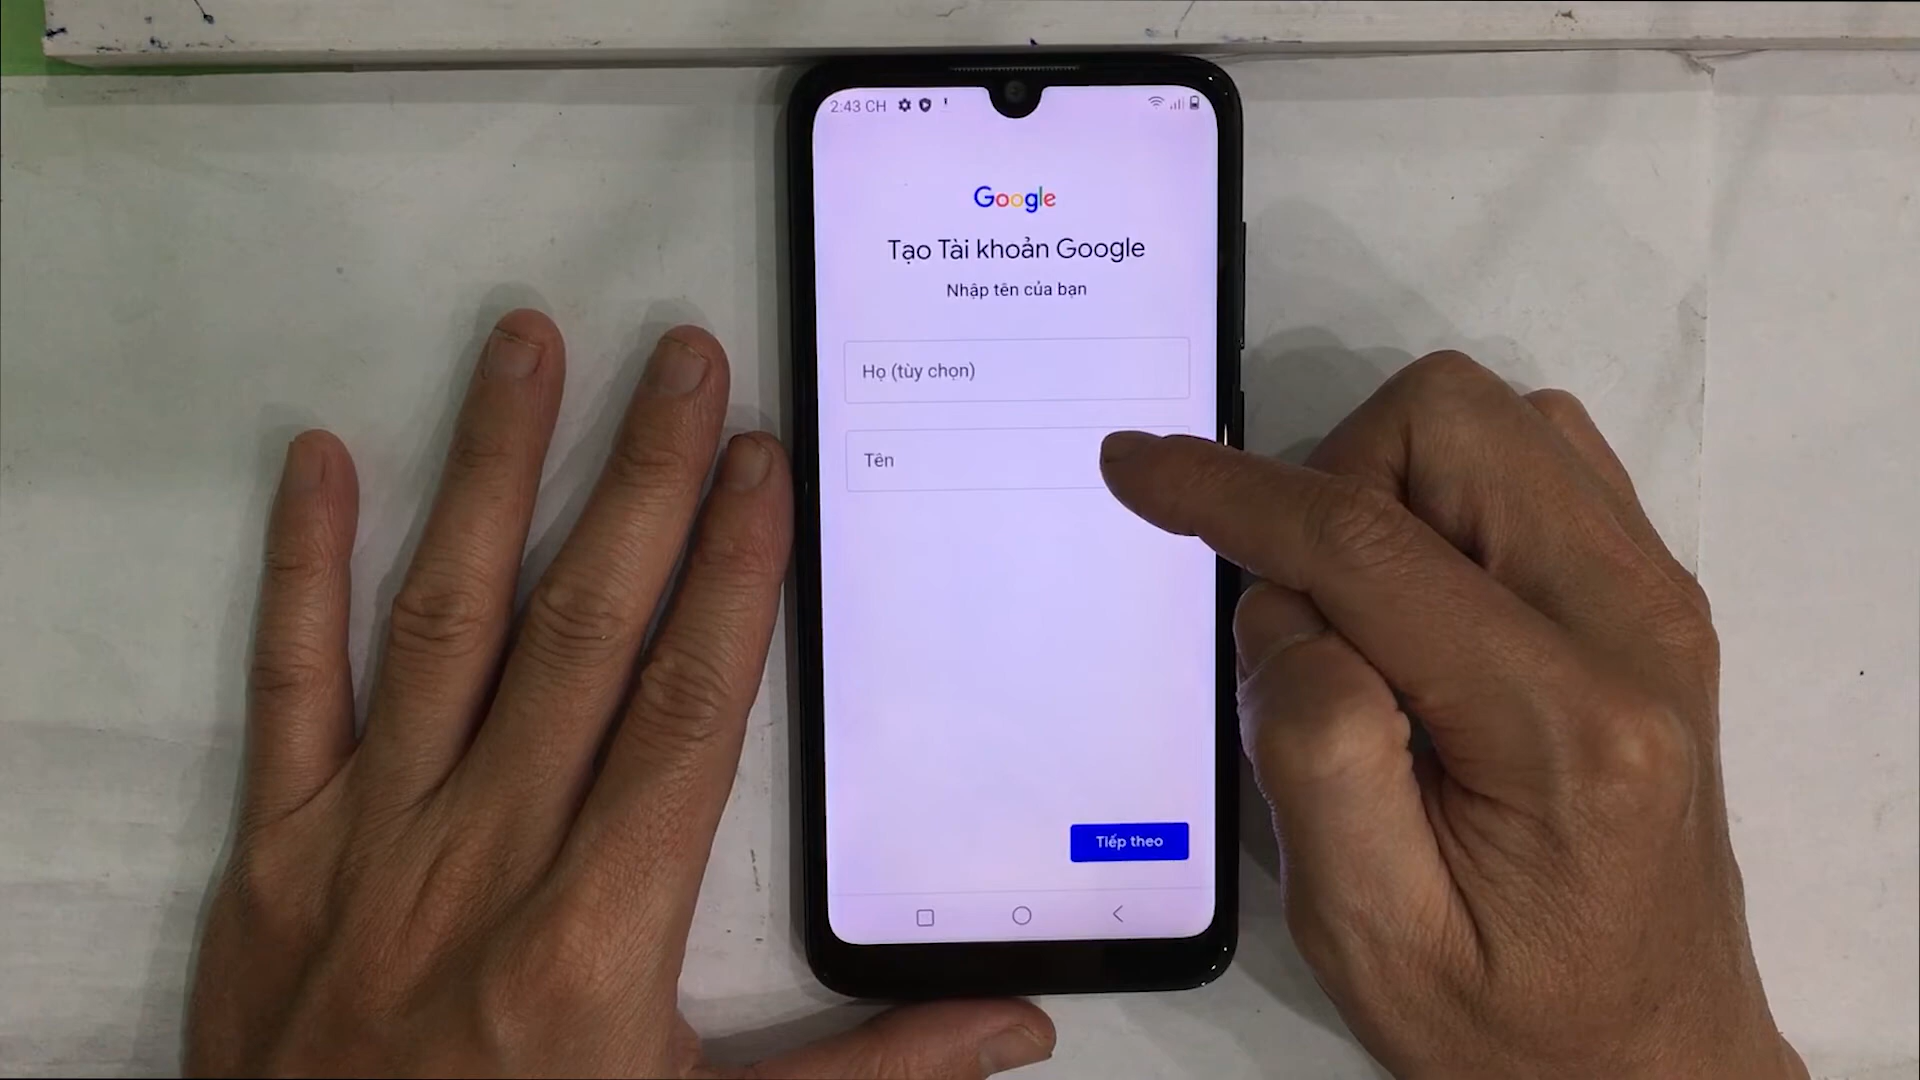 2:43 CH
Google
Tạo Tài khoản Google
Nhập tên của bạn
Họ (tùy chọn)
Tên
Tiếp theo